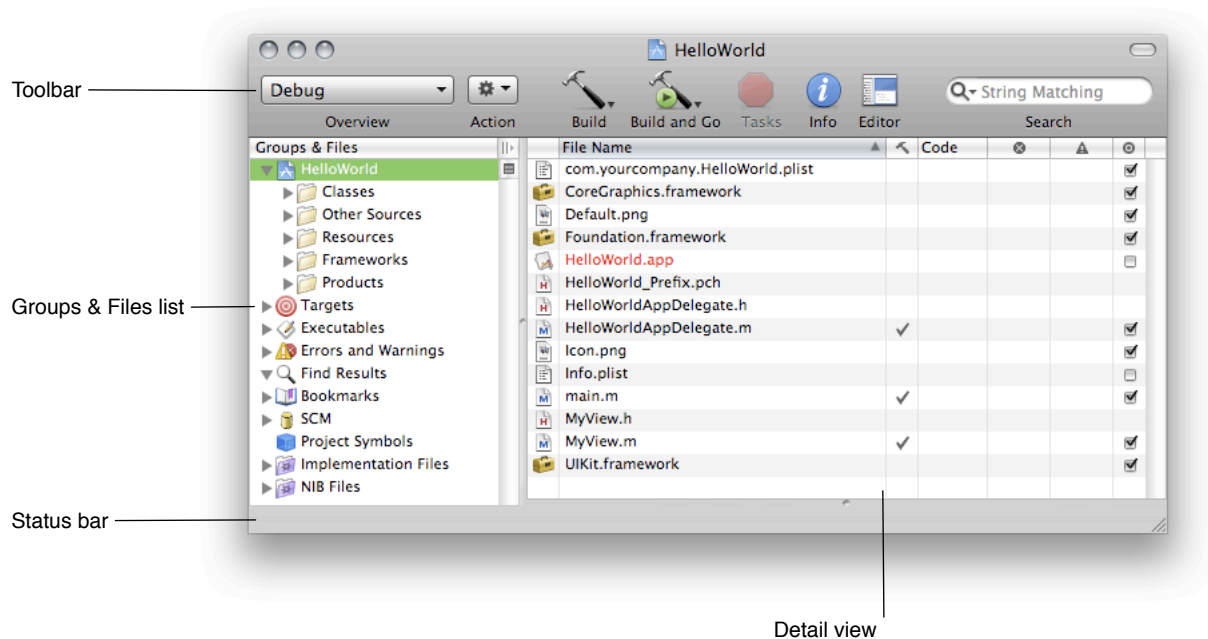 HelloWorld
Toolbar
Debug
String Matching
Overview
Action
Build
Build and Go
Tasks
Info
Editor
Search
Groups & Files
File Name
Code
HelloWorld
com.yourcompany.HelloWorld.plist
Classes
CoreGraphics.framework
Other Sources
Default.png
Resources
Foundation.framework
Frameworks
HelloWorld.app
Products
HelloWorld_Prefix.pch
Groups & Files list
Targets
HelloWorldAppDelegate.h
Executables
HelloWorldAppDelegate.m
Errors and Warnings
Icon.png
Find Results
Info.plist
Bookmarks
main.m
SCM
MyView.h
Project Symbols
MyView.m
Implementation Files
UIKit.framework
NIB Files
Status bar
Detail view